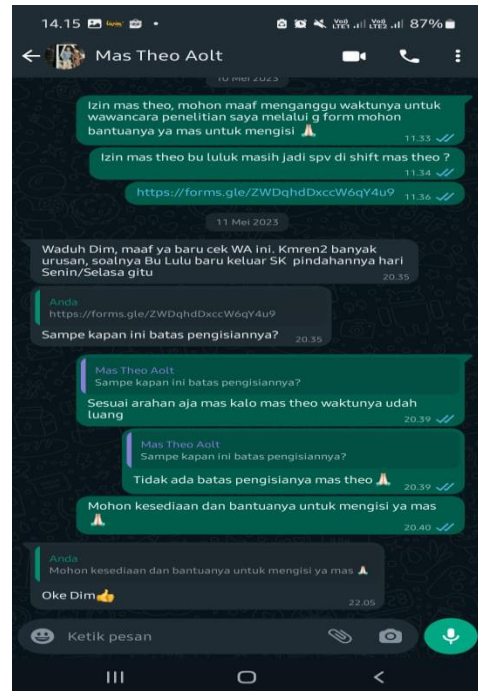 14.15
87%
Mas Theo Aolt
10 Mei 2023
Izin mas theo, mohon maaf menganggu waktunya untuk
wawancara penelitian saya melalui g form mohon
bantuanya ya mas untuk mengisi 🙏🏻
11.33
Izin mas theo bu luluk masih jadi spv di shift mas theo ?
11.34
https://forms.gle/ZWDqhdDxccW6qY4u9 11.36
11 Mei 2023
Waduh Dim, maaf ya baru cek WA ini. Kmren2 banyak
urusan, soalnya Bu Lulu baru keluar SK pindahannya hari
Senin/Selasa gitu
20.35
Anda
https://forms.gle/ZWDqhdDxccW6qY4u9
Sampe kapan ini batas pengisiannya? 20.35
Mas Theo Aolt
Sampe kapan ini batas pengisiannya?
Sesuai arahan aja mas kalo mas theo waktunya udah
luang
20.39
Mas Theo Aolt
Sampe kapan ini batas pengisiannya?
Tidak ada batas pengisianya mas theo 🙏🏻 20.39
Mohon kesediaan dan bantuanya untuk mengisi ya mas
🙏🏻
20.40
Anda
Mohon kesediaan dan bantuanya untuk mengisi ya mas 🙏🏻
Oke Dim👍
22.05
Ketik pesan